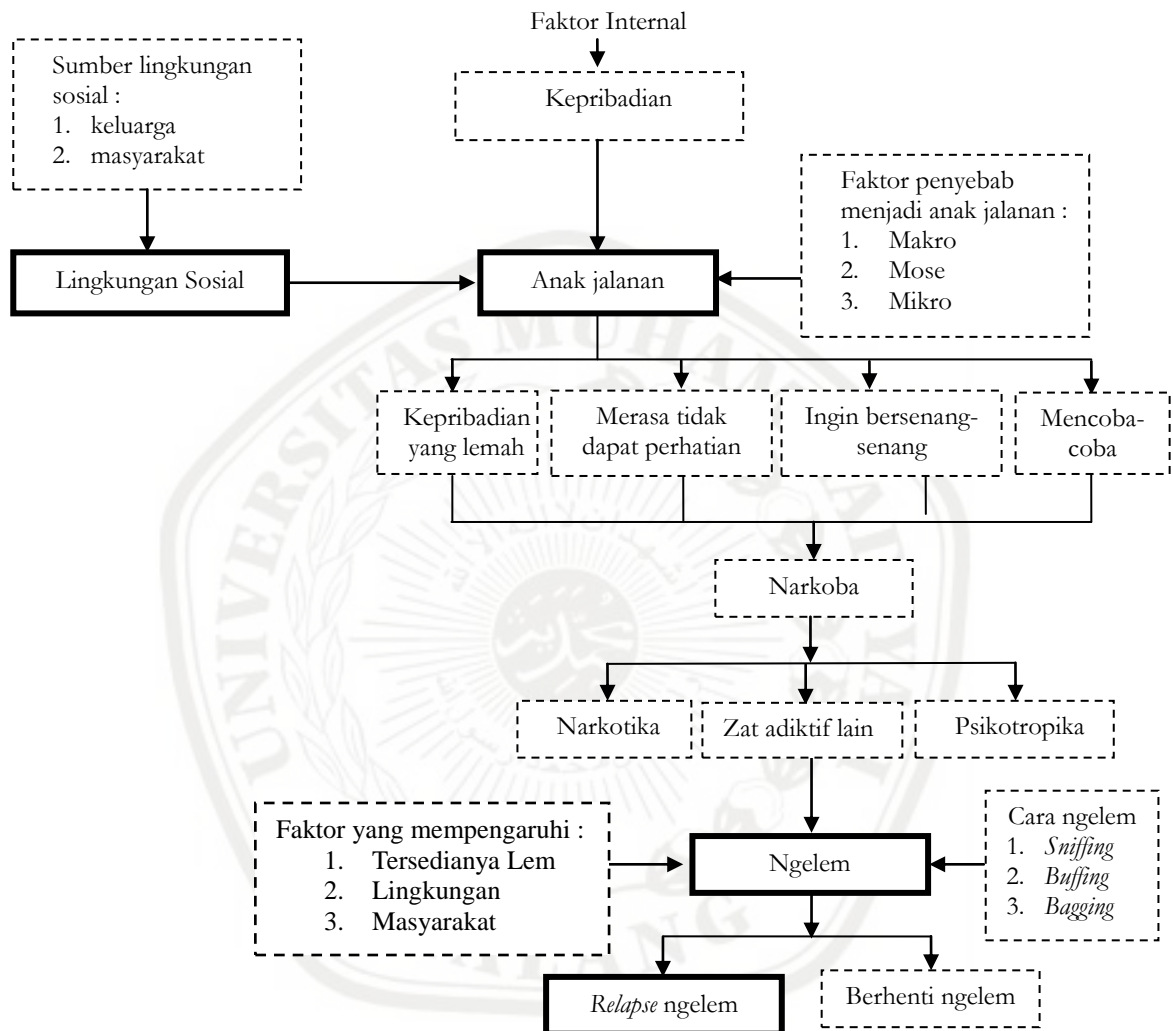 Faktor Internal
Sumber lingkungan
sosial :
1. keluarga
2. masyarakat
Kepribadian
Faktor penyebab
menjadi anak jalanan :
1. Makro
2. Mose
3. Mikro
Lingkungan Sosial
Anak jalanan
Kepribadian
yang lemah
Merasa tidak
dapat perhatian
Ingin bersenang-
senang
Mencoba-
coba
Narkoba
Narkotika
Zat adiktif lain
Psikotropika
Faktor yang mempengaruhi :
1. Tersedianya Lem
2. Lingkungan
3. Masyarakat
Ngelem
Cara ngelem
1. Sniffing
2. Buffing
3. Bagging
Relapse ngelem
Berhenti ngelem
UNIVERSITAS MUHAMMADIYAH